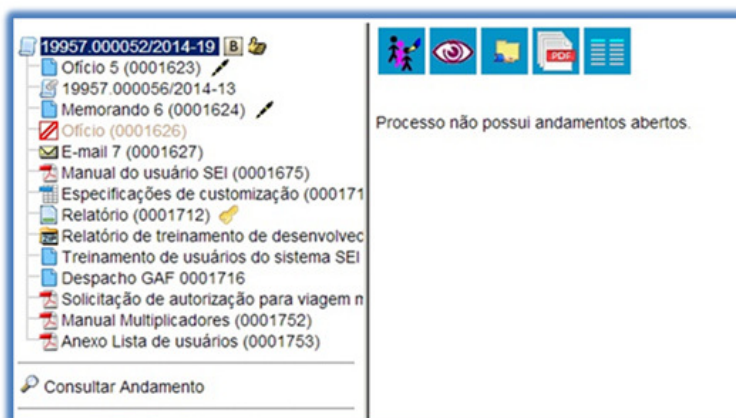 19957.000052/2014-19 B
Ofício 5 (0001623)
19957.000056/2014-13
Memorando 6 (0001624)
Ofício (0001626)
E-mail 7 (0001627)
Manual do usuário SEI (0001675)
Especificações de customização (000171
Relatório (0001712)
Relatório de treinamento de desenvolvec
Treinamento de usuários do sistema SEI
Despacho GAF 0001716
Solicitação de autorização para viagem n
Manual Multiplicadores (0001752)
Anexo Lista de usuários (0001753)
Consultar Andamento
PDF
Processo não possui andamentos abertos.